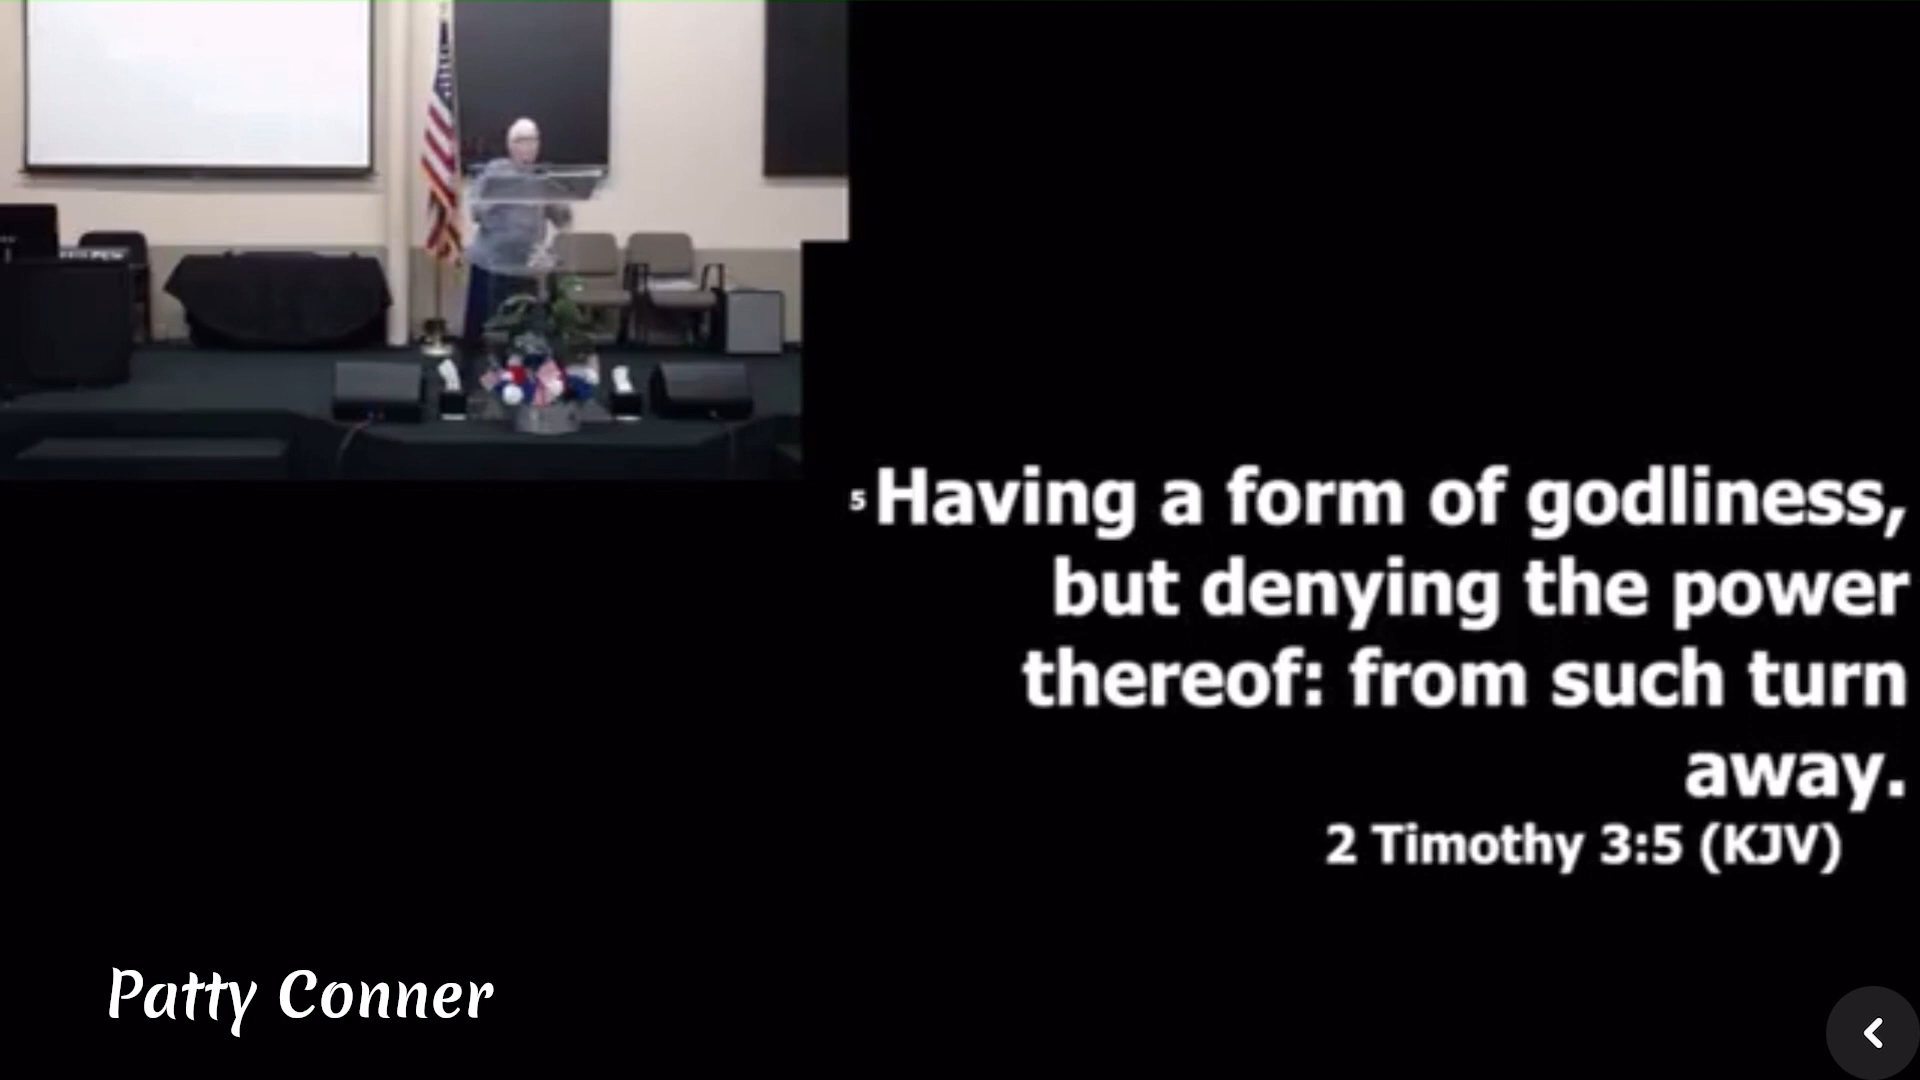 5 Having a form of godliness,
but denying the power
thereof: from such turn
away.
2 Timothy 3:5 (KJV)
Patty Conner